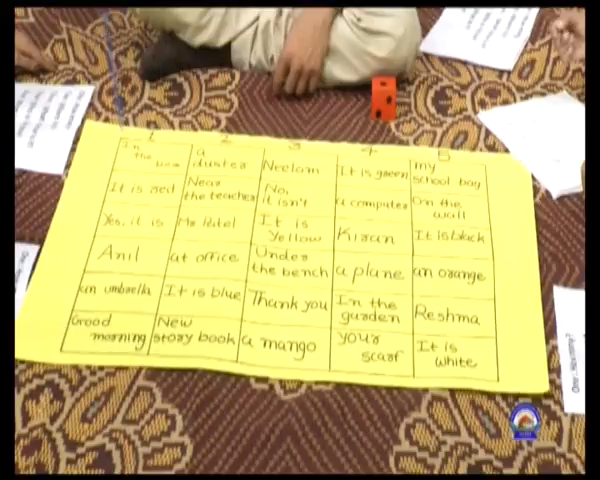 1 2 3 4 5
In the box
a duster
Neelam
It is green
my school bag
It is red
Near the teacher
No, it isn't
a computer
On the wall
Yes, it is
Mr Patel
It is Yellow
Kiran
It is black
Anil
at office
Under the bench
a plane
an orange
an umbrella
It is blue
Thank you
In the garden
Reshma
Good morning
New story book
a mango
your scarf
It is white